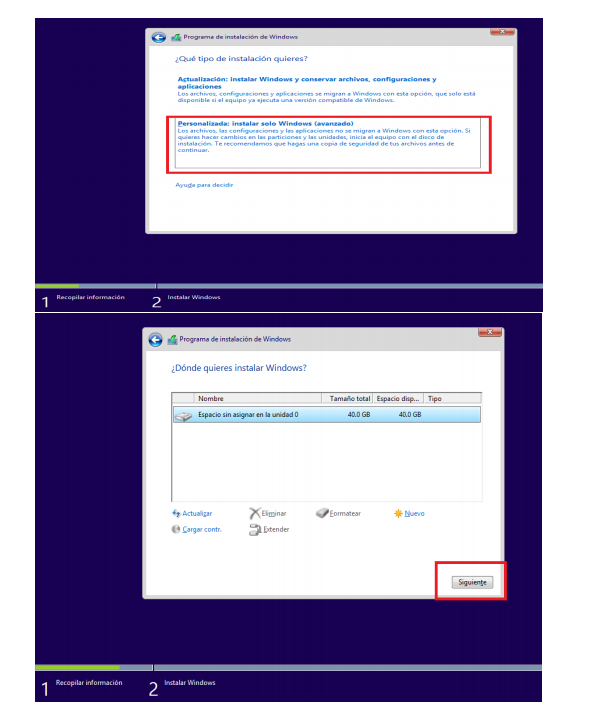 Programa de instalación de Windows
¿Qué tipo de instalación quieres?
Actualización: instalar Windows y conservar archivos, configuraciones y
aplicaciones
Los archivos, configuraciones y aplicaciones se migran a Windows con esta opción, que solo está
disponible si el equipo ya ejecuta una versión compatible de Windows.
Personalizada: instalar solo Windows (avanzado)
Los archivos, las configuraciones y las aplicaciones no se migran a Windows con esta opción. Si
quieres hacer cambios en las particiones y las unidades, inicia el equipo con el disco de
instalación. Te recomendamos que hagas una copia de seguridad de tus archivos antes de
continuar.
Ayuda para decidir
1 Recopilar información 2 Instalar Windows
Programa de instalación de Windows
¿Dónde quieres instalar Windows?
Nombre Tamaño total Espacio disp... Tipo
Espacio sin asignar en la unidad 0 40.0 GB 40.0 GB
Actualizar Eliminar Formatear Nuevo
Cargar contr. Extender
Siguiente
1 Recopilar información 2 Instalar Windows